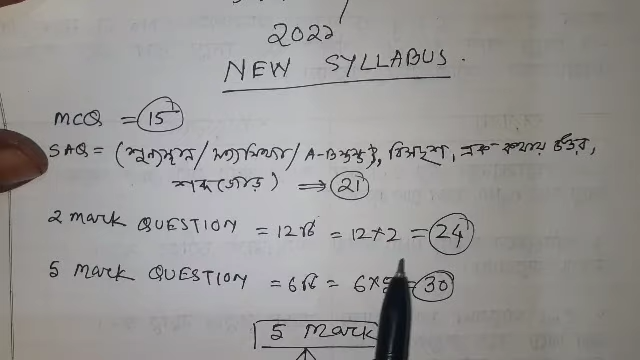 2022
NEW SYLLABUS.
MCQ = 15
SAQ = (শূন্যস্থান / সত্যমিথ্যা / A-B স্তম্ভ, বিসদৃশ, এক-কথায় উত্তর,
শব্দজোড়) ⇒ 21
2 mark QUESTION = 12টি = 12×2 = 24
5 mark QUESTION = 6টি = 6×5 = 30
5 mark